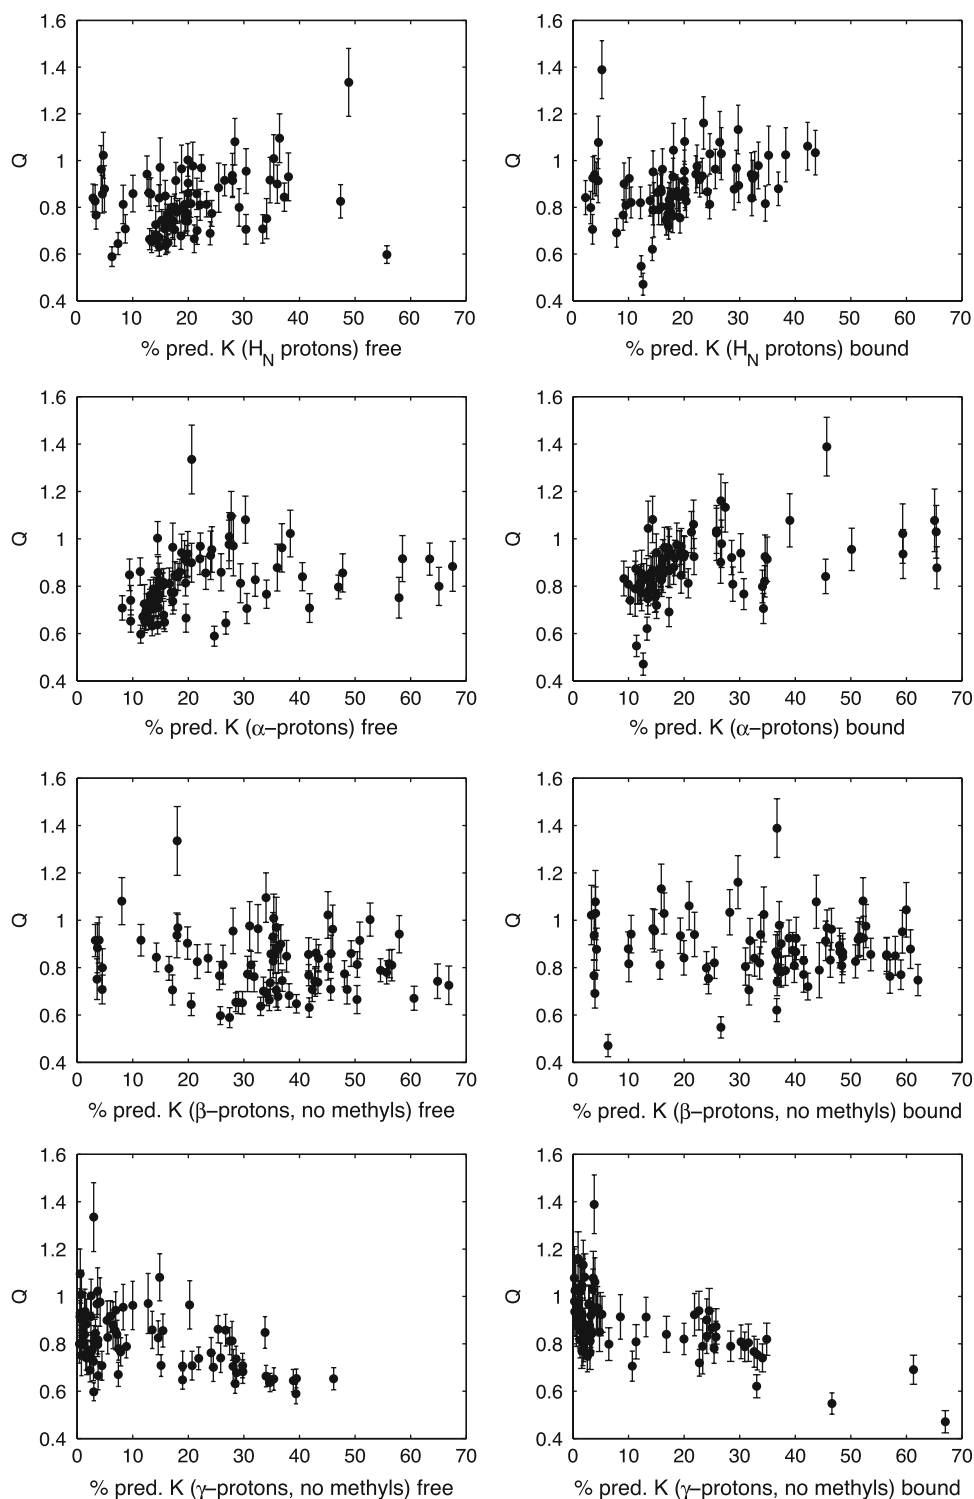 1.6 1.6
1.4 1.4
1.2 1.2
Q 1 Q 1
0.8 0.8
0.6 0.6
0.4 0.4
0 10 20 30 40 50 60 70 0 10 20 30 40 50 60 70
% pred. K (HN protons) free % pred. K (HN protons) bound
1.6 1.6
1.4 1.4
1.2 1.2
Q 1 Q 1
0.8 0.8
0.6 0.6
0.4 0.4
0 10 20 30 40 50 60 70 0 10 20 30 40 50 60 70
% pred. K (α−protons) free % pred. K (α−protons) bound
1.6 1.6
1.4 1.4
1.2 1.2
Q 1 Q 1
0.8 0.8
0.6 0.6
0.4 0.4
0 10 20 30 40 50 60 70 0 10 20 30 40 50 60 70
% pred. K (β−protons, no methyls) free % pred. K (β−protons, no methyls) bound
1.6 1.6
1.4 1.4
1.2 1.2
Q 1 Q 1
0.8 0.8
0.6 0.6
0.4 0.4
0 10 20 30 40 50 60 70 0 10 20 30 40 50 60 70
% pred. K (γ−protons, no methyls) free % pred. K (γ−protons, no methyls) bound